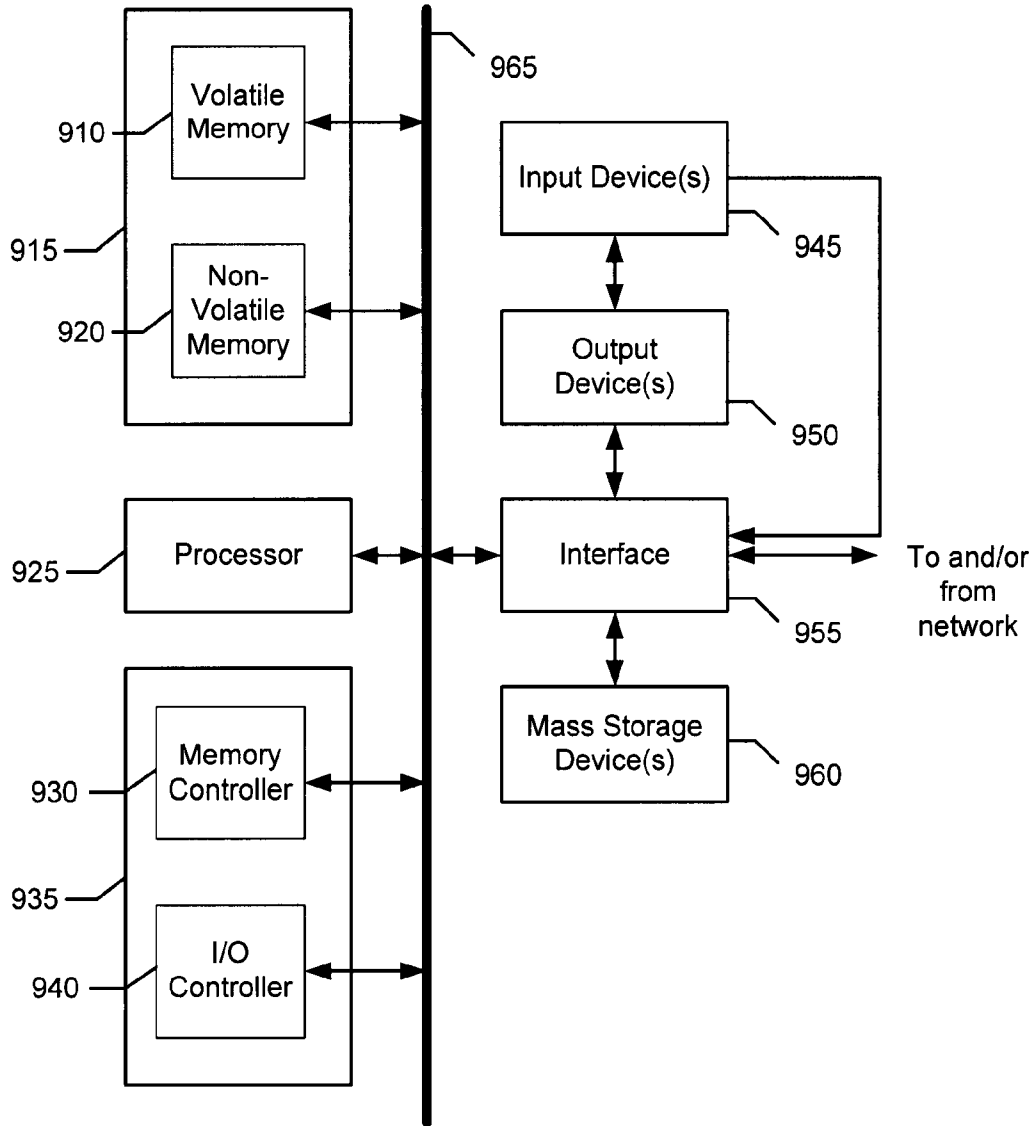 965
910
Volatile
Memory
Input Device(s)
945
915
920
Non-
Volatile
Memory
Output
Device(s)
950
925
Processor
Interface
955
To and/or
from
network
930
Memory
Controller
Mass Storage
Device(s)
960
935
940
I/O
Controller